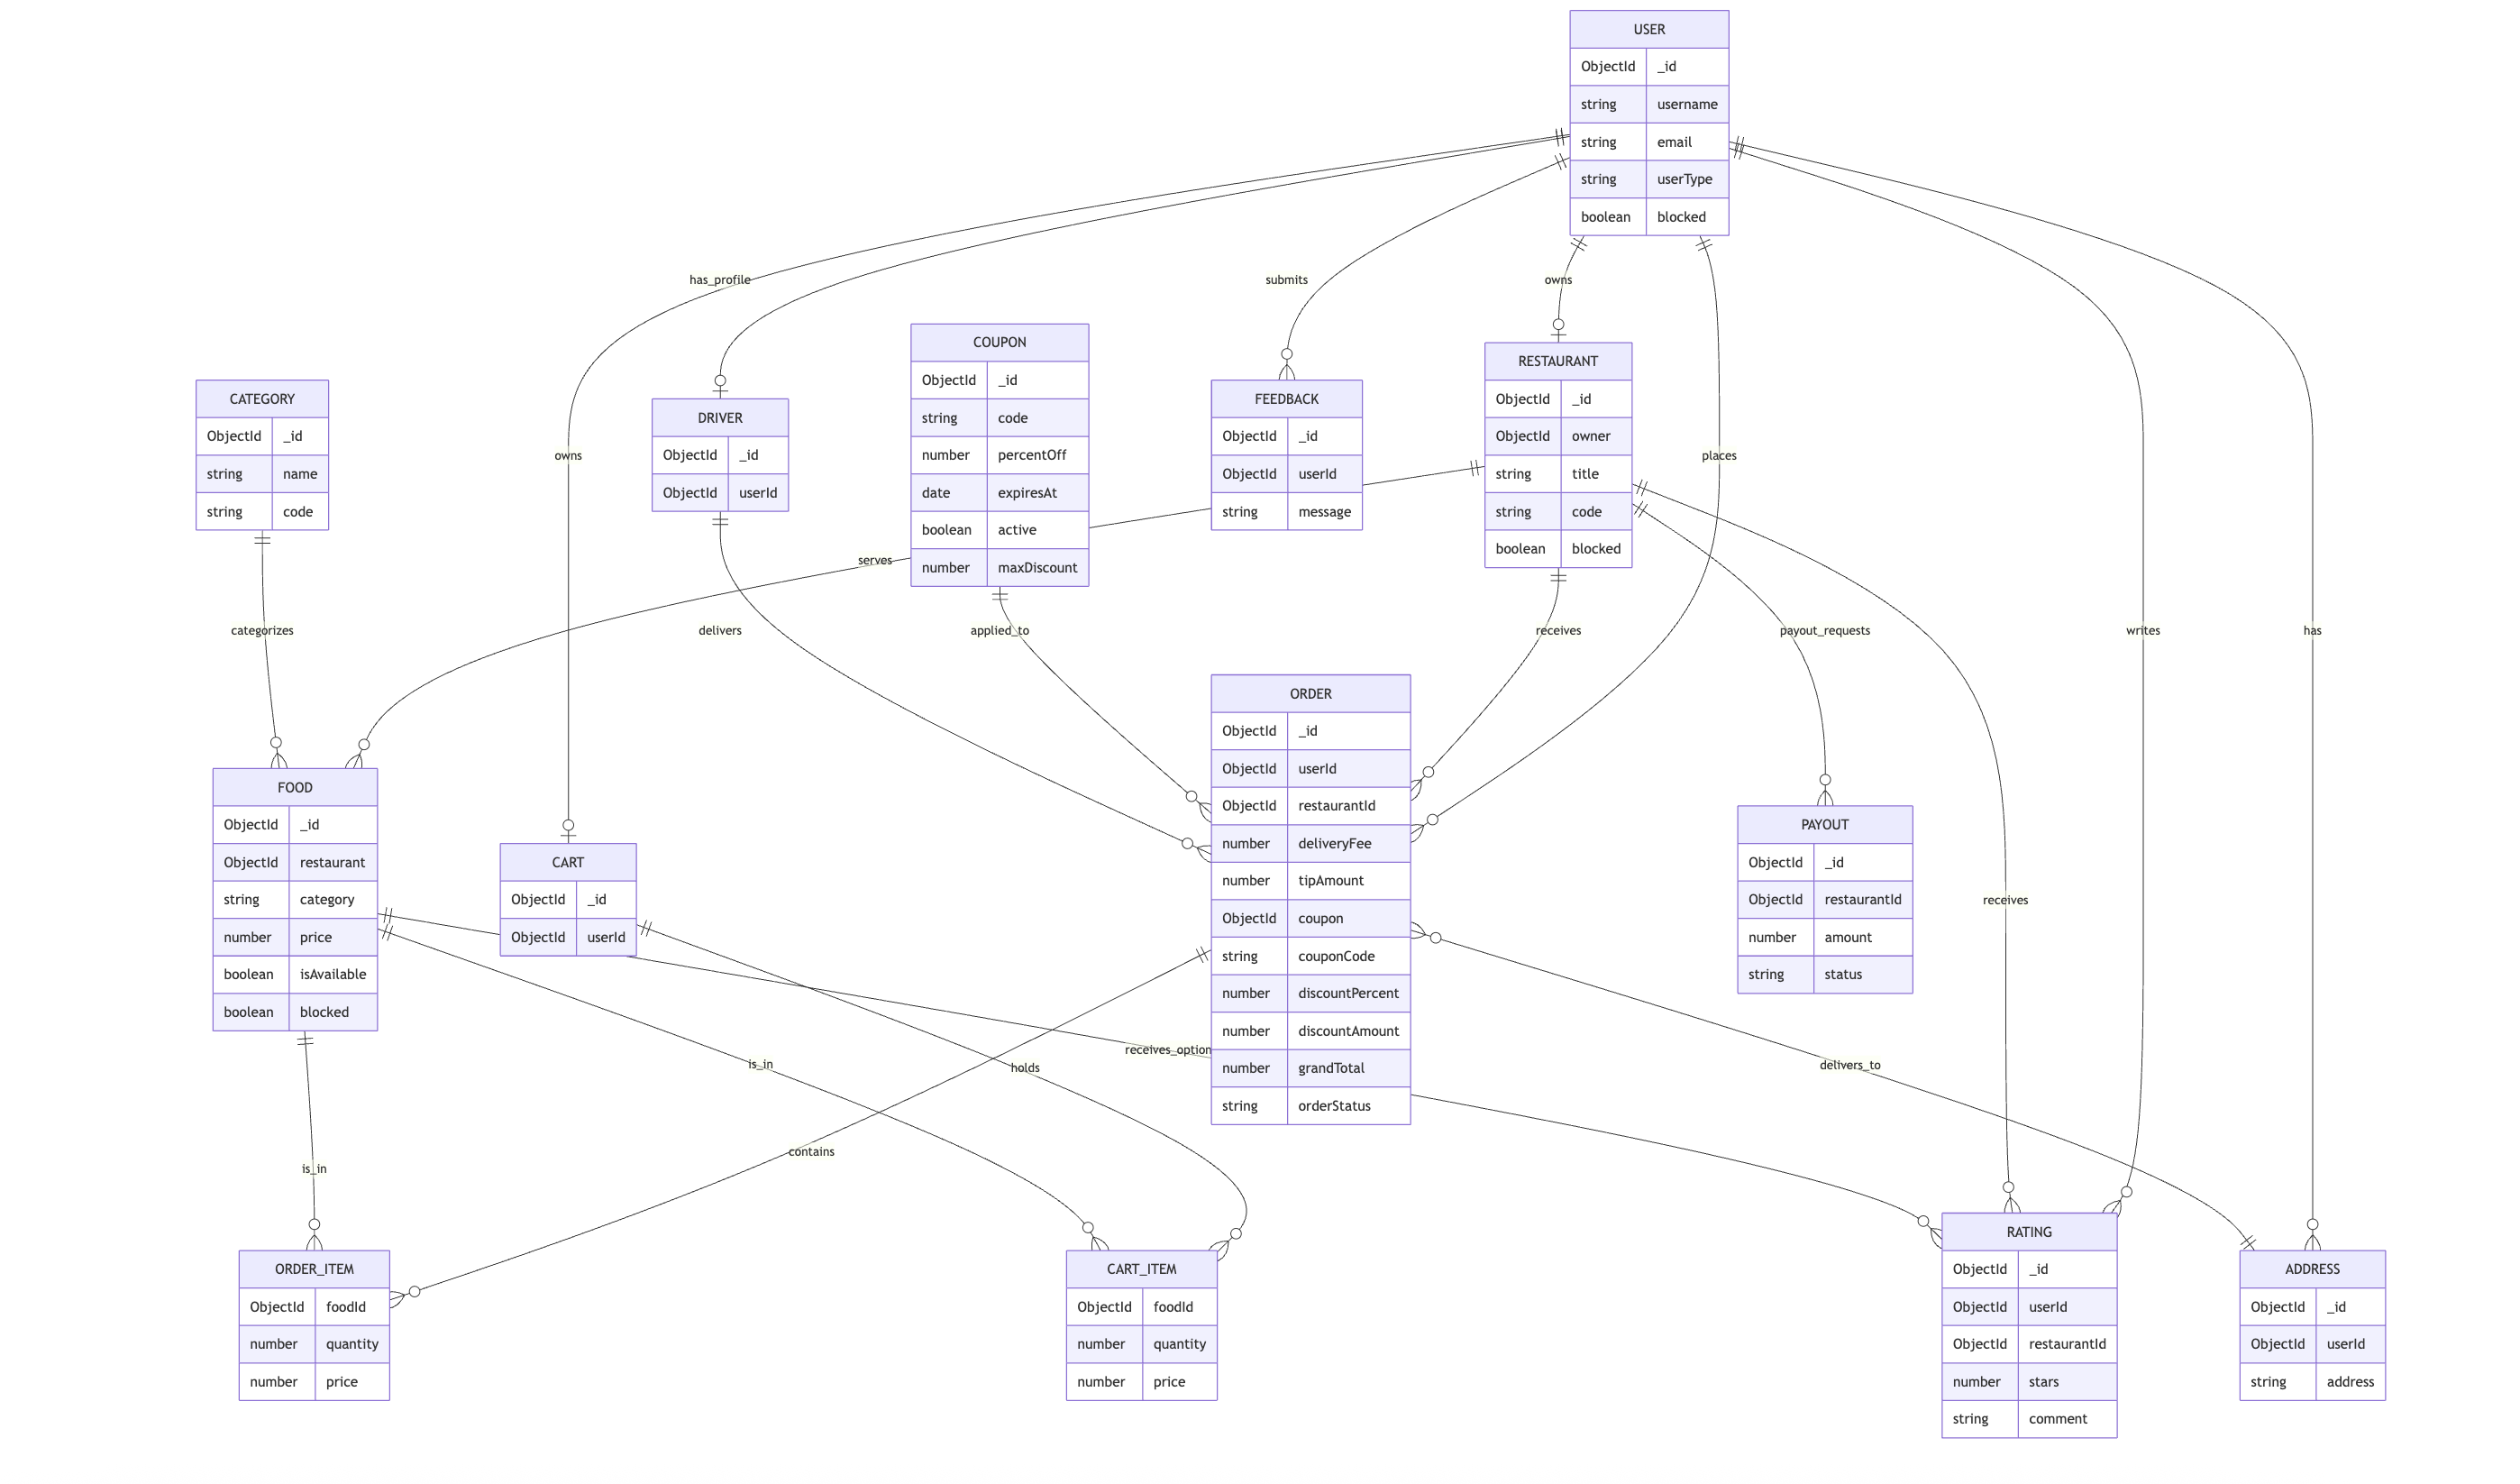 USER
ObjectId _id
string username
string email
string userType
boolean blocked
has_profile
submits
owns
COUPON
ObjectId _id
string code
number percentOff
date expiresAt
boolean active
number maxDiscount
RESTAURANT
ObjectId _id
ObjectId owner
string title
string code
boolean blocked
CATEGORY
ObjectId _id
string name
string code
DRIVER
ObjectId _id
ObjectId userId
FEEDBACK
ObjectId _id
ObjectId userId
string message
owns
places
serves
categorizes
delivers
applied_to
receives
payout_requests
writes
has
ORDER
ObjectId _id
ObjectId userId
ObjectId restaurantId
number deliveryFee
number tipAmount
ObjectId coupon
string couponCode
number discountPercent
number discountAmount
number grandTotal
string orderStatus
FOOD
ObjectId _id
ObjectId restaurant
string category
number price
boolean isAvailable
boolean blocked
CART
ObjectId _id
ObjectId userId
PAYOUT
ObjectId _id
ObjectId restaurantId
number amount
string status
receives
is_in
holds
receives_option
delivers_to
contains
is_in
ORDER_ITEM
ObjectId foodId
number quantity
number price
CART_ITEM
ObjectId foodId
number quantity
number price
RATING
ObjectId _id
ObjectId userId
ObjectId restaurantId
number stars
string comment
ADDRESS
ObjectId _id
ObjectId userId
string address